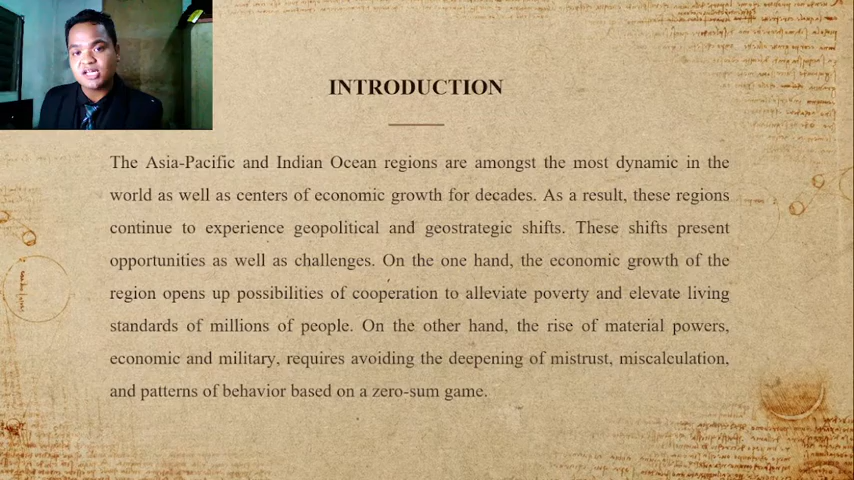 INTRODUCTION
The Asia-Pacific and Indian Ocean regions are amongst the most dynamic in the
world as well as centers of economic growth for decades. As a result, these regions
continue to experience geopolitical and geostrategic shifts. These shifts present
opportunities as well as challenges. On the one hand, the economic growth of the
region opens up possibilities of cooperation to alleviate poverty and elevate living
standards of millions of people. On the other hand, the rise of material powers,
economic and military, requires avoiding the deepening of mistrust, miscalculation,
and patterns of behavior based on a zero-sum game.